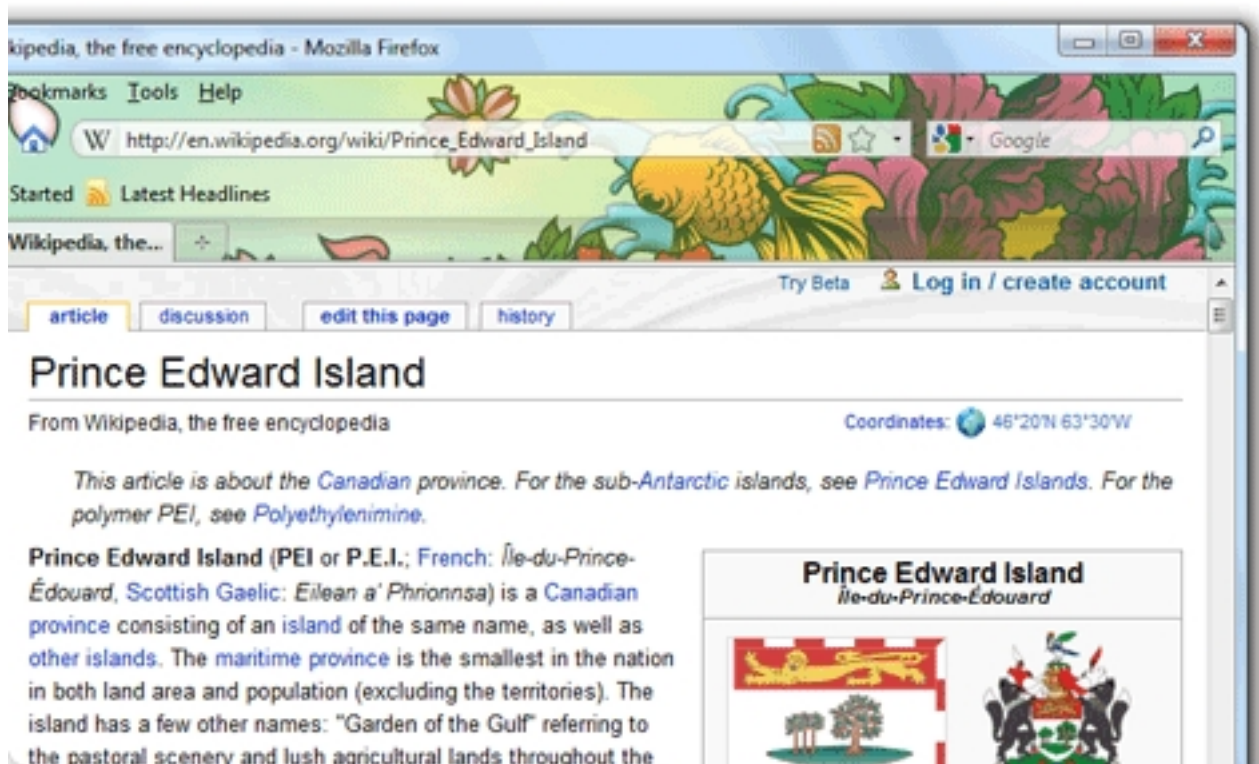 kipedia, the free encyclopedia - Mozilla Firefox
Bookmarks Tools Help
W http://en.wikipedia.org/wiki/Prince_Edward_Island Google
Started Latest Headlines
Wikipedia, the...
Try Beta Log in / create account
article discussion edit this page history
Prince Edward Island
From Wikipedia, the free encyclopedia Coordinates: 46°20′N 63°30′W
This article is about the Canadian province. For the sub-Antarctic islands, see Prince Edward Islands. For the
polymer PEI, see Polyethylenimine.
Prince Edward Island (PEI or P.E.I.; French: Île-du-Prince-
Édouard, Scottish Gaelic: Eilean a' Phrionnsa) is a Canadian
province consisting of an island of the same name, as well as
other islands. The maritime province is the smallest in the nation
in both land area and population (excluding the territories). The
island has a few other names: "Garden of the Gulf" referring to
the pastoral scenery and lush agricultural lands throughout the
Prince Edward Island
Île-du-Prince-Édouard